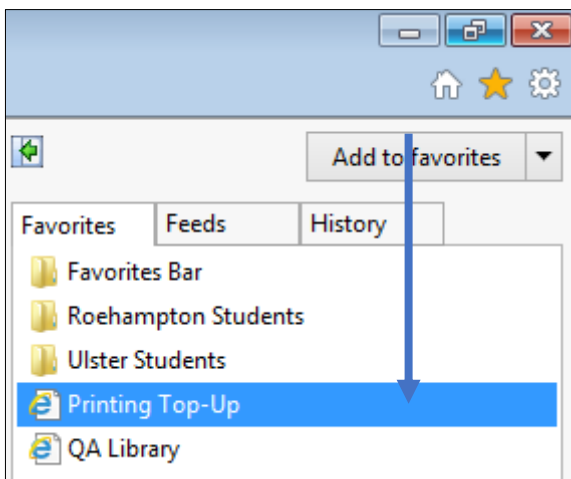 Add to favorites
Favorites Feeds History
Favorites Bar
Roehampton Students
Ulster Students
Printing Top-Up
QA Library